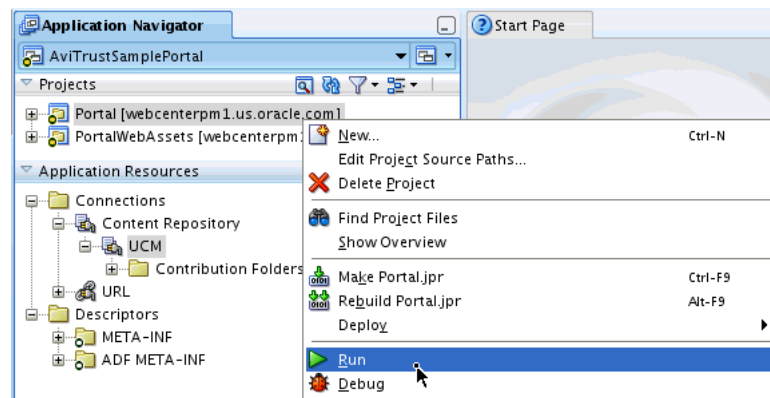 Application Navigator
Start Page
AviTrustSamplePortal
Projects
Portal [webcenterpm1.us.oracle.com]
PortalWebAssets [webcenterpm
New... Ctrl-N
Edit Project Source Paths...
Delete Project
Application Resources
Connections
Content Repository
UCM
Contribution Folders
URL
Descriptors
META-INF
ADF META-INF
Find Project Files
Show Overview
Make Portal.jpr Ctrl-F9
Rebuild Portal.jpr Alt-F9
Deploy
Run
Debug